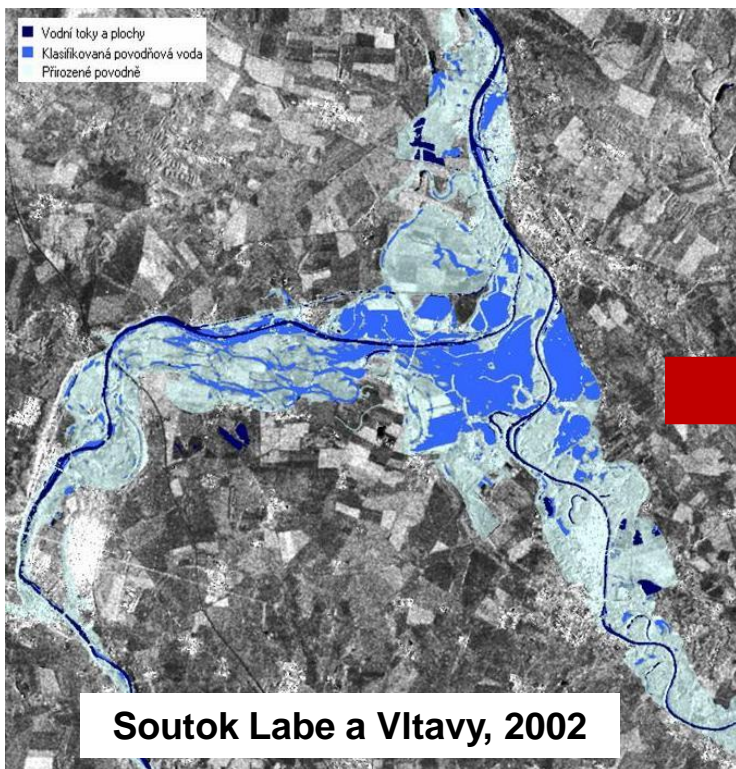 Vodní toky a plochy
Klasifikovaná povodňová voda
Přirozené povodně
Soutok Labe a Vltavy, 2002